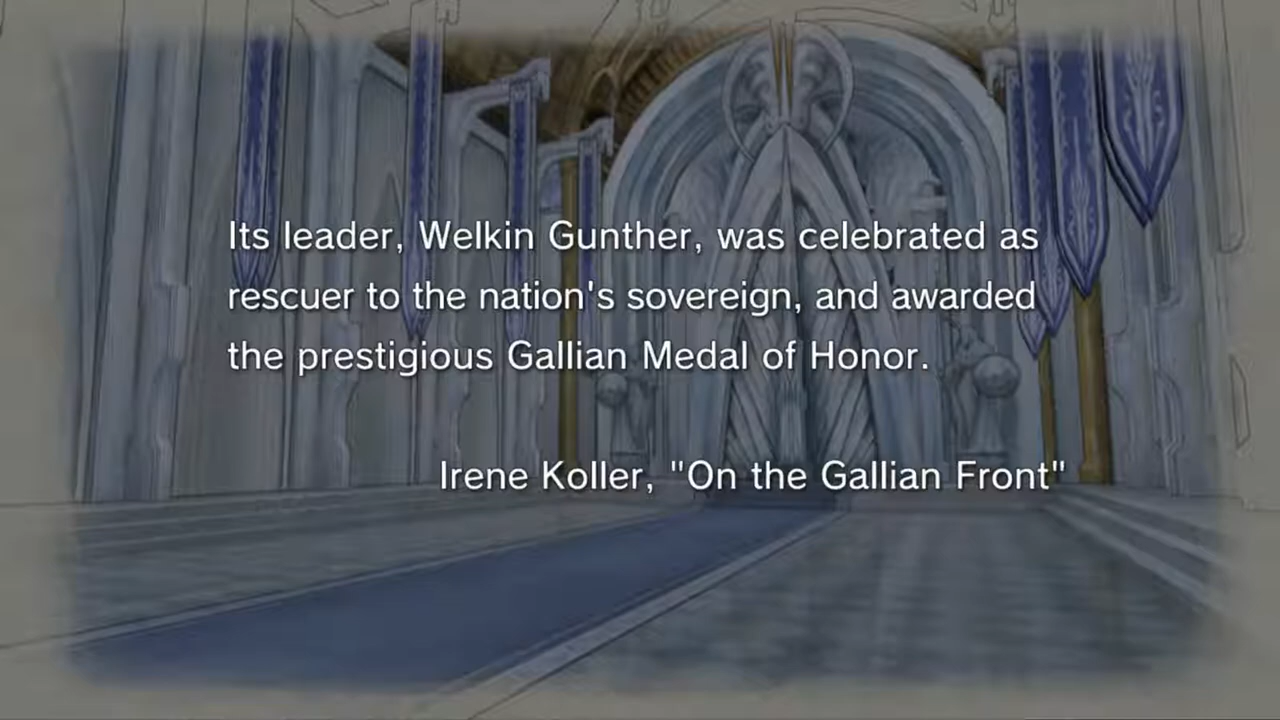 Its leader, Welkin Gunther, was celebrated as
rescuer to the nation's sovereign, and awarded
the prestigious Gallian Medal of Honor.
Irene Koller, "On the Gallian Front"